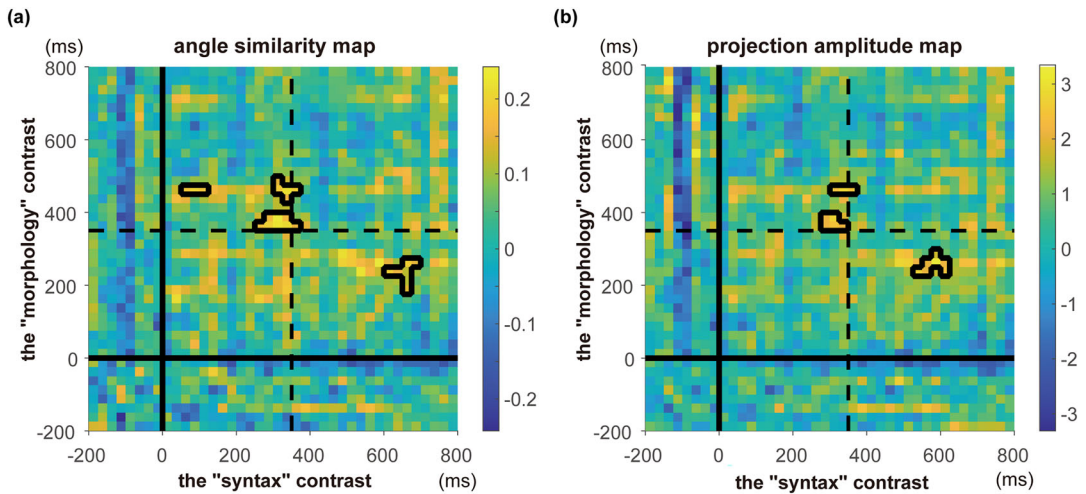 (a)
angle similarity map
(ms)
800
600
400
200
0
-200
the "morphology" contrast
-200 0 200 400 600 800
the "syntax" contrast
(ms)
0.2
0.1
0
-0.1
-0.2
(b)
projection amplitude map
(ms)
800
600
400
200
0
-200
the "morphology" contrast
-200 0 200 400 600 800
the "syntax" contrast
(ms)
3
2
1
0
-1
-2
-3